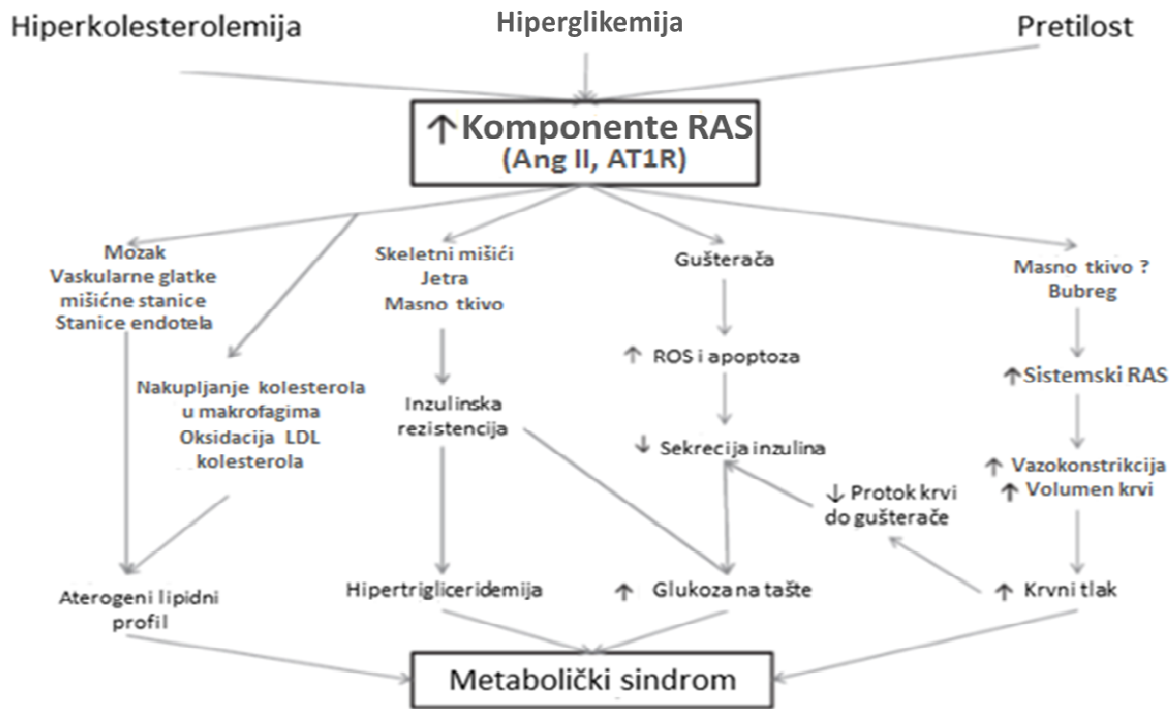 Hiperkolesterolemija
Hiperglikemija
Pretilost
↑ Komponente RAS
(Ang II, AT1R)
Mozak
Vaskularne glatke
mišićne stanice
Stanice endotela
Skeletni mišići
Jetra
Masno tkivo
Gušterača
Masno tkivo ?
Bubreg
↑ ROS i apoptoza
↑ Sistemski RAS
Nakupljanje kolesterola
u makrofagima
Oksidacija LDL
kolesterola
Inzulinska
rezistencija
↓ Sekrecija inzulina
↑ Vazokonstrikcija
↑ Volumen krvi
↓ Protok krvi
do gušterače
Aterogeni lipidni
profil
Hipertrigliceridemija
↑ Glukoza na tašte
↑ Krvni tlak
Metabolički sindrom